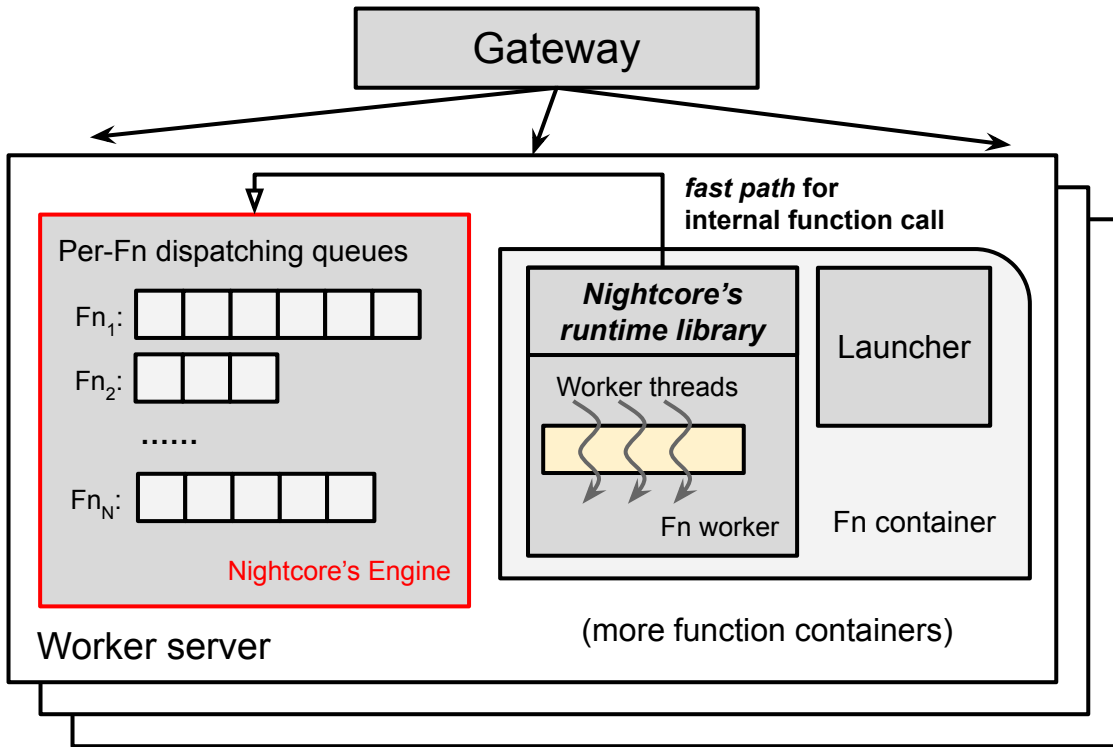 Gateway
fast path for
internal function call
Per-Fn dispatching queues
Fn1:
Fn2:
......
FnN:
Nightcore's Engine
Nightcore's
runtime library
Worker threads
Fn worker
Launcher
Fn container
(more function containers)
Worker server